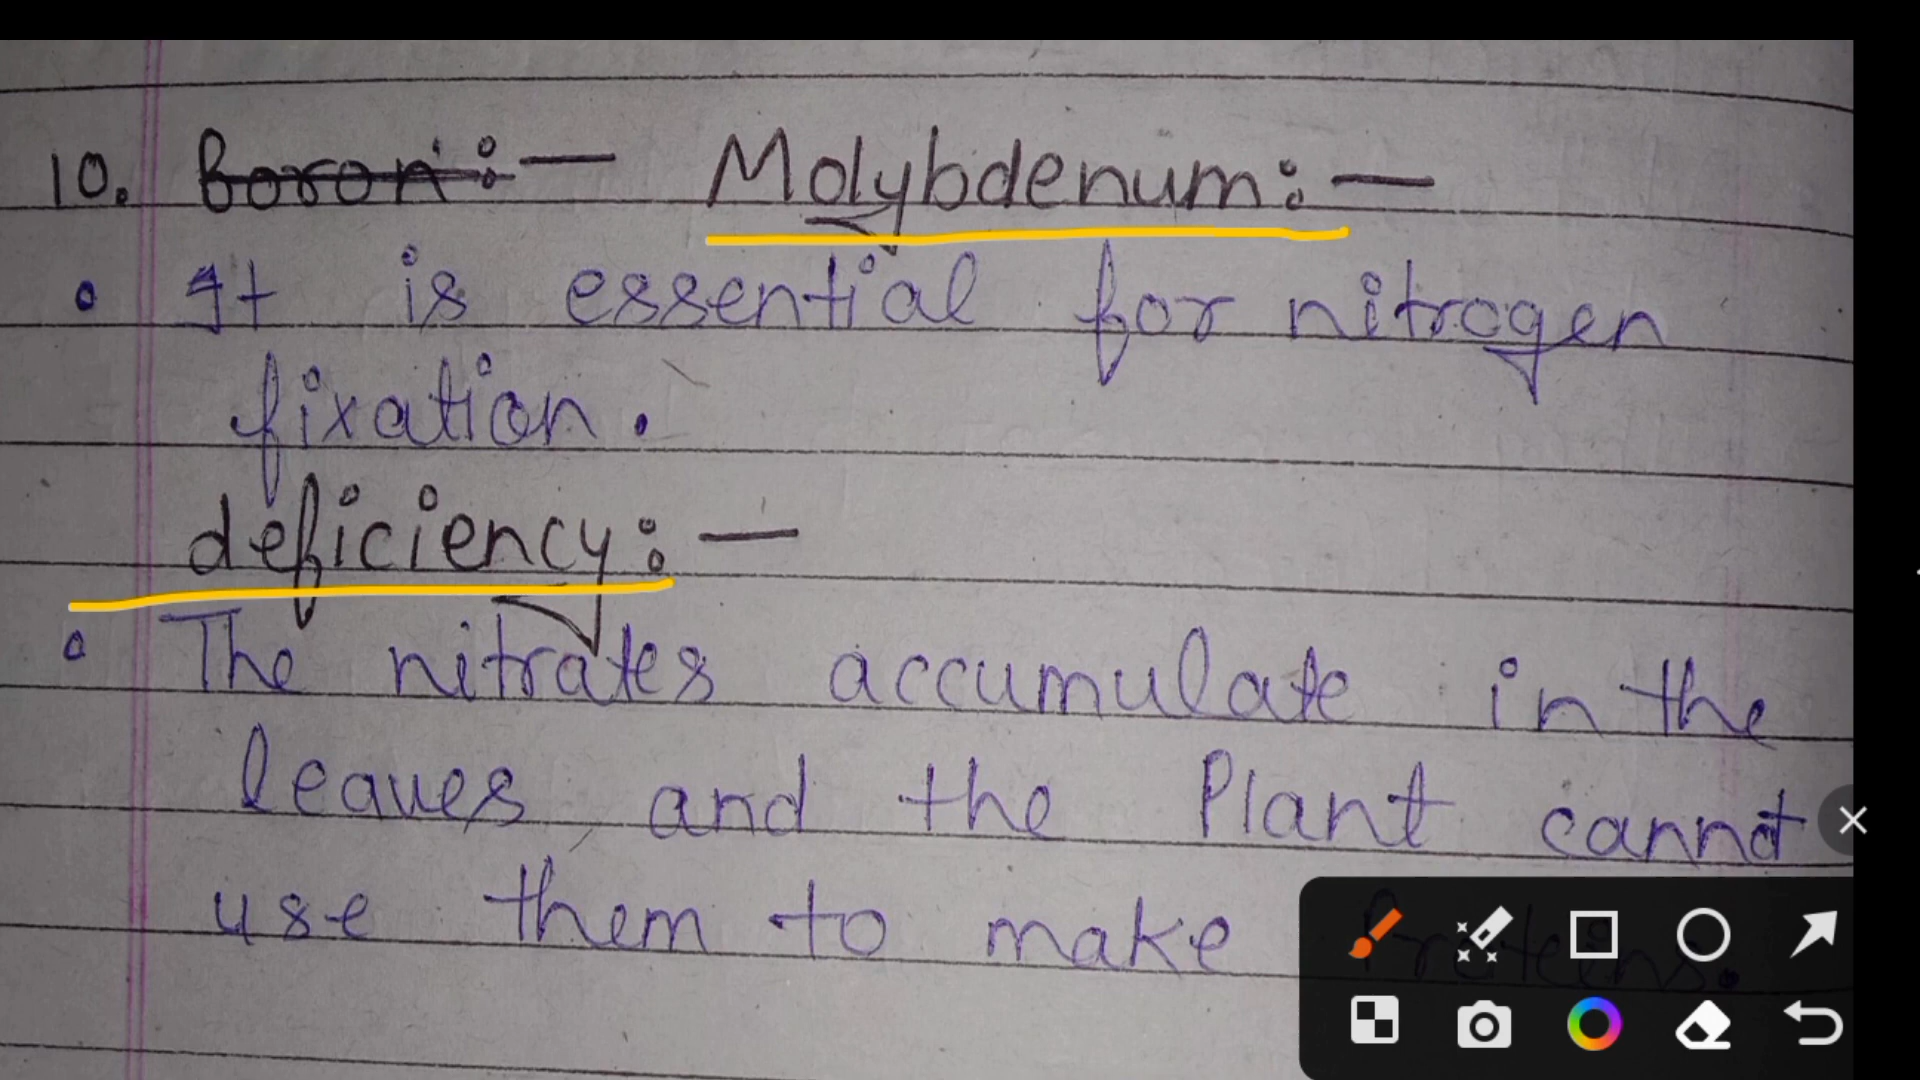 10. ~~Boron:~~— Molybdenum:—
• It is essential for nitrogen
fixation.
deficiency:—
• The nitrates accumulate in the
leaves and the Plant cannot
use them to make Proteins.